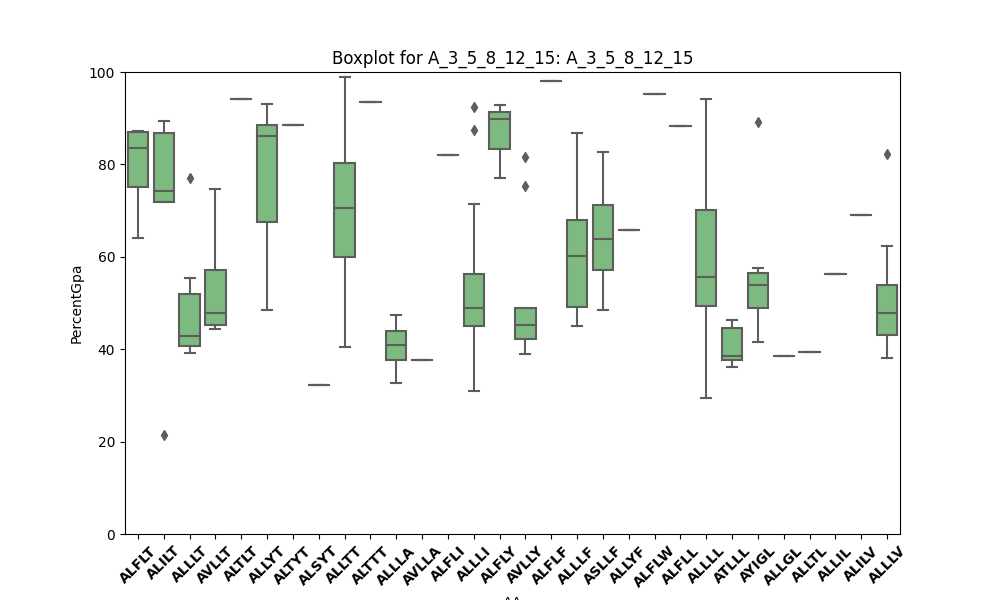 Boxplot for A_3_5_8_12_15: A_3_5_8_12_15
PercentGpa
100
80
60
40
20
0
ALFLT
ALILT
ALLLT
AVLLT
ALTLT
ALLYT
ALTYT
ALSYT
ALLTT
ALTTT
ALLLA
AVLLA
ALFLI
ALLLI
ALFLY
AVLLY
ALFLF
ALLLF
ASLLF
ALLYF
ALFLW
ALFLL
ALLLL
ATLLL
AYIGL
ALLGL
ALLTL
ALLIL
ALILV
ALLLV